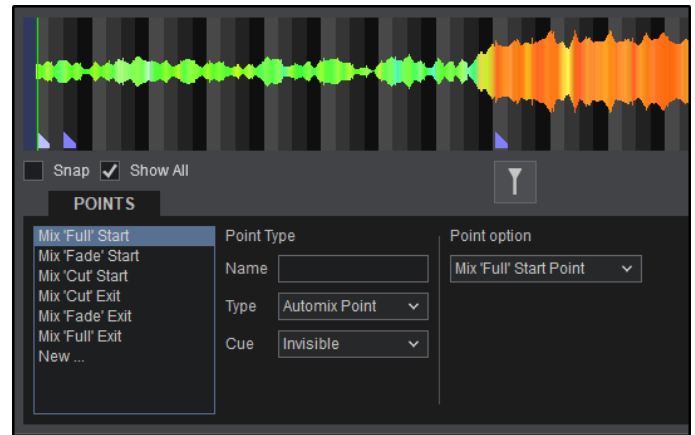 Snap Show All
POINTS
Mix 'Full' Start
Mix 'Fade' Start
Mix 'Cut' Start
Mix 'Cut' Exit
Mix 'Fade' Exit
Mix 'Full' Exit
New ...
Point Type
Name
Type Automix Point
Cue Invisible
Point option
Mix 'Full' Start Point